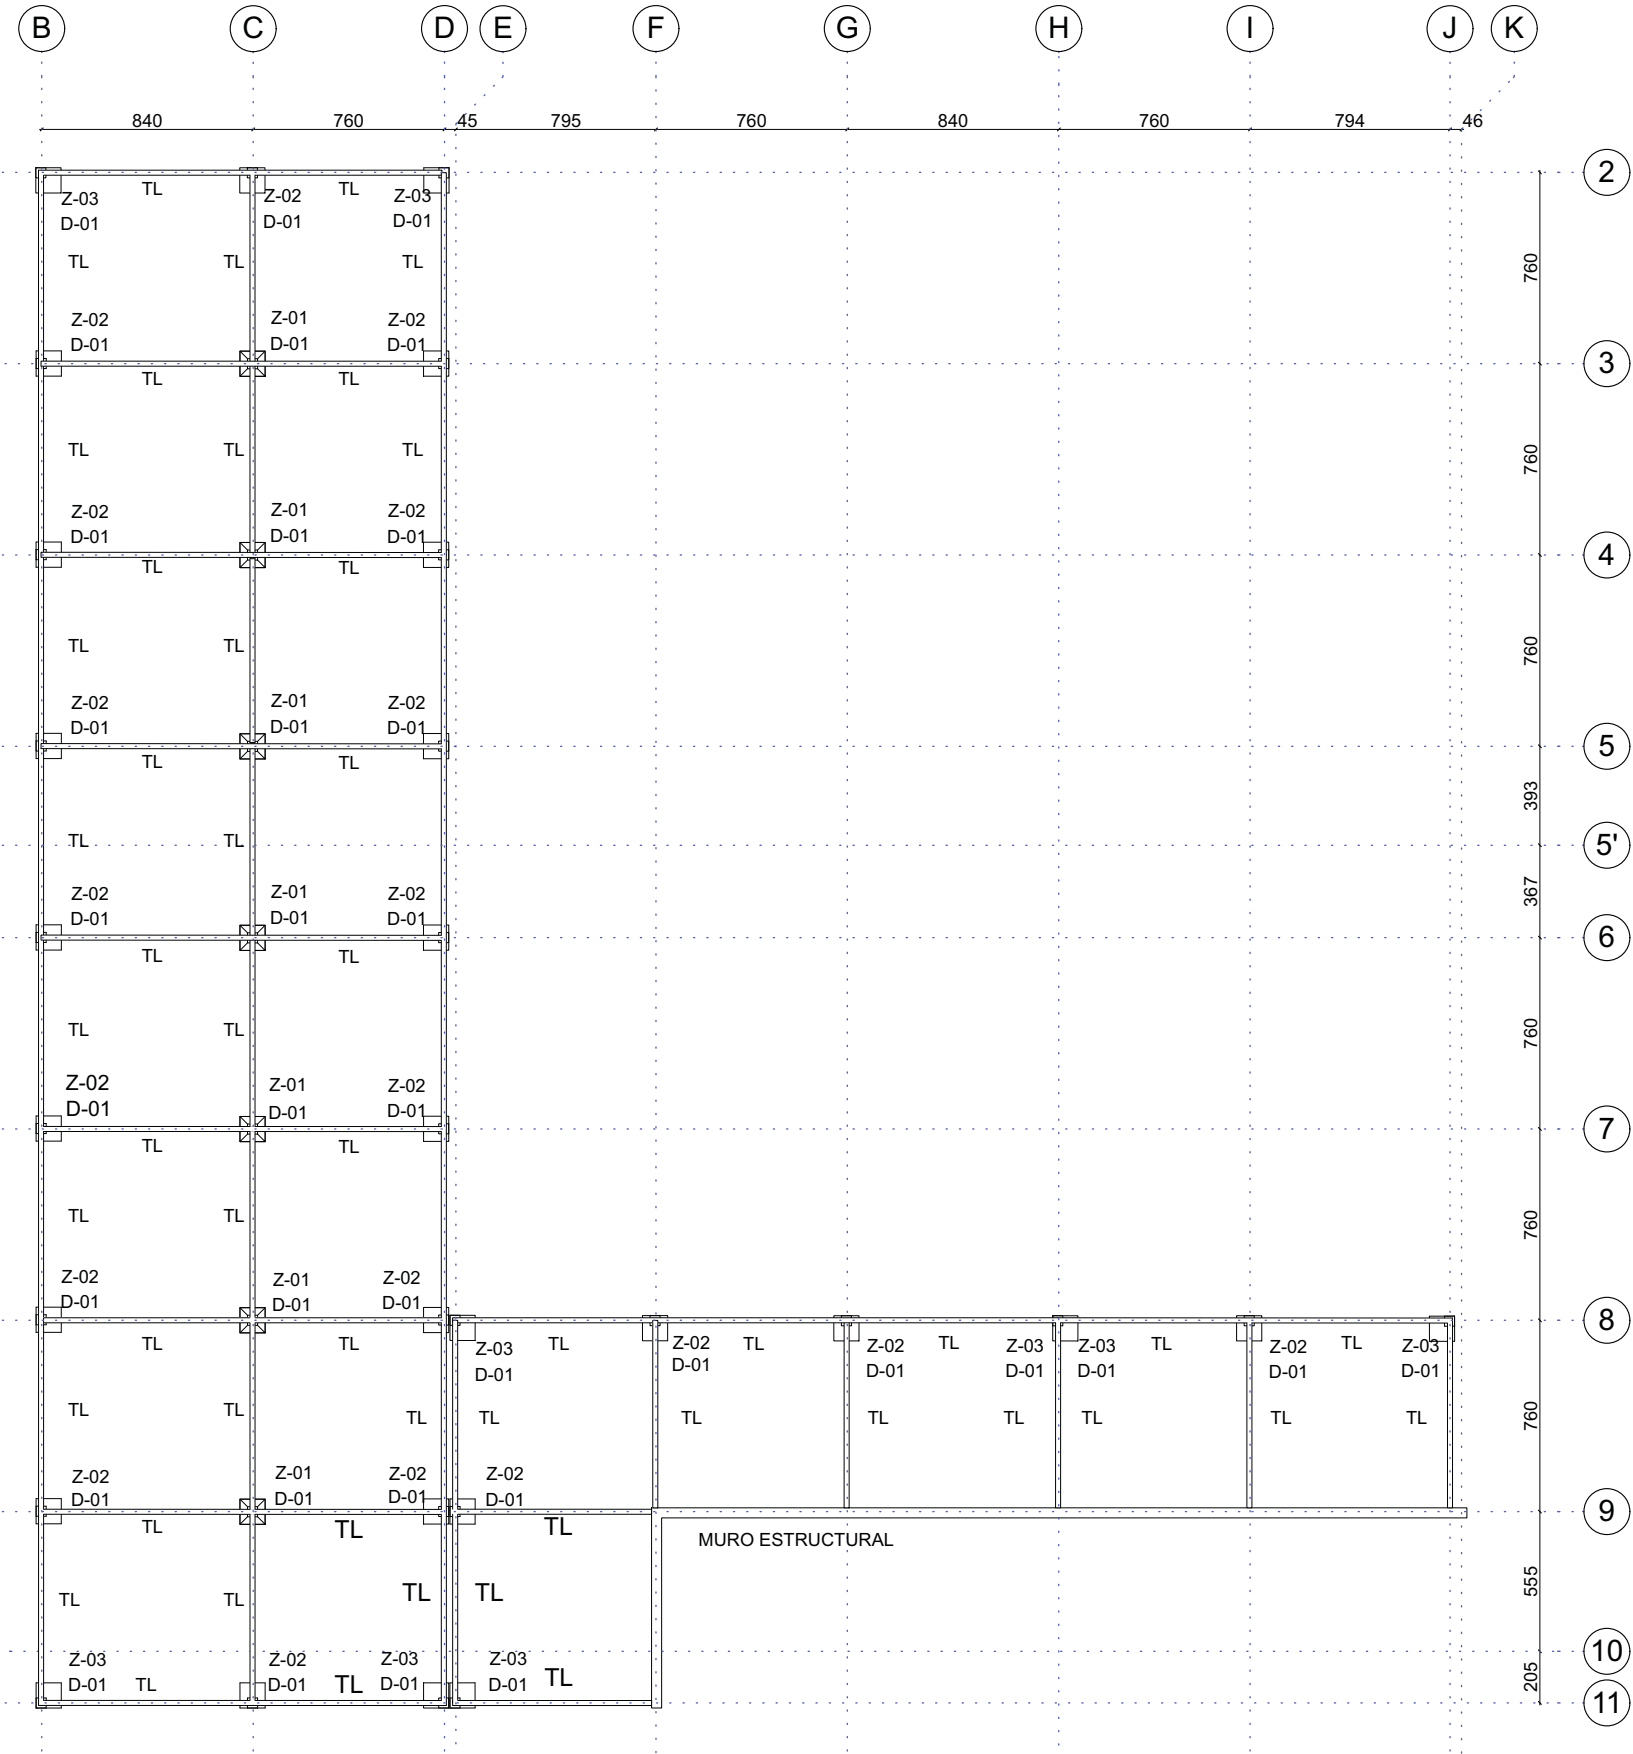 B C D E F G H I J K
840 760 45 795 760 840 760 794 46
2
TL TL
Z-03 Z-02 Z-03
D-01 D-01 D-01
TL TL TL
760
Z-02 Z-01 Z-02
D-01 D-01 D-01
3
TL TL
TL TL TL
760
Z-02 Z-01 Z-02
D-01 D-01 D-01
4
TL TL
TL TL
760
Z-02 Z-01 Z-02
D-01 D-01 D-01
5
TL TL
393
TL TL
5'
367
Z-02 Z-01 Z-02
D-01 D-01 D-01
6
TL TL
TL TL
760
Z-02 Z-01 Z-02
D-01 D-01 D-01
7
TL TL
TL TL
760
Z-02 Z-01 Z-02
D-01 D-01 D-01
8
TL TL TL TL TL TL TL
Z-03 Z-02 Z-02 Z-03 Z-03 Z-02 Z-03
D-01 D-01 D-01 D-01 D-01 D-01 D-01
TL TL TL TL TL TL TL TL TL TL
760
Z-02 Z-01 Z-02 Z-02
D-01 D-01 D-01 D-01
9
TL TL TL
MURO ESTRUCTURAL
TL TL TL TL
555
10
Z-03 Z-02 Z-03 Z-03
D-01 TL D-01 TL D-01 D-01 TL
205
11